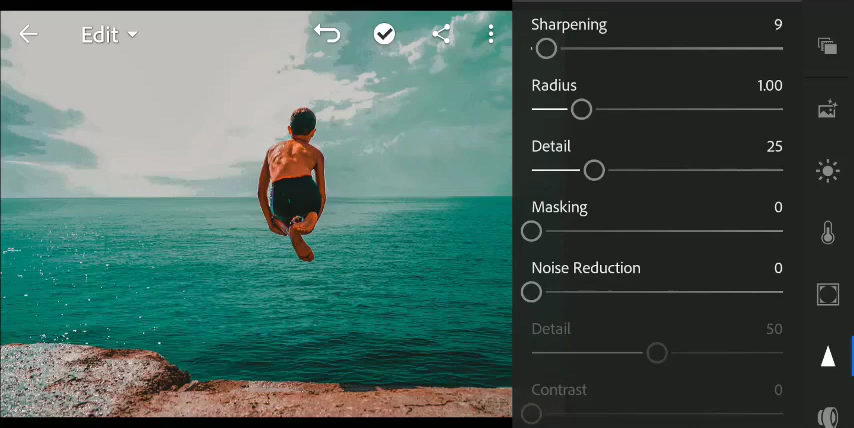 Edit
Sharpening 9
Radius 1.00
Detail 25
Masking 0
Noise Reduction 0
Detail 50
Contrast 0